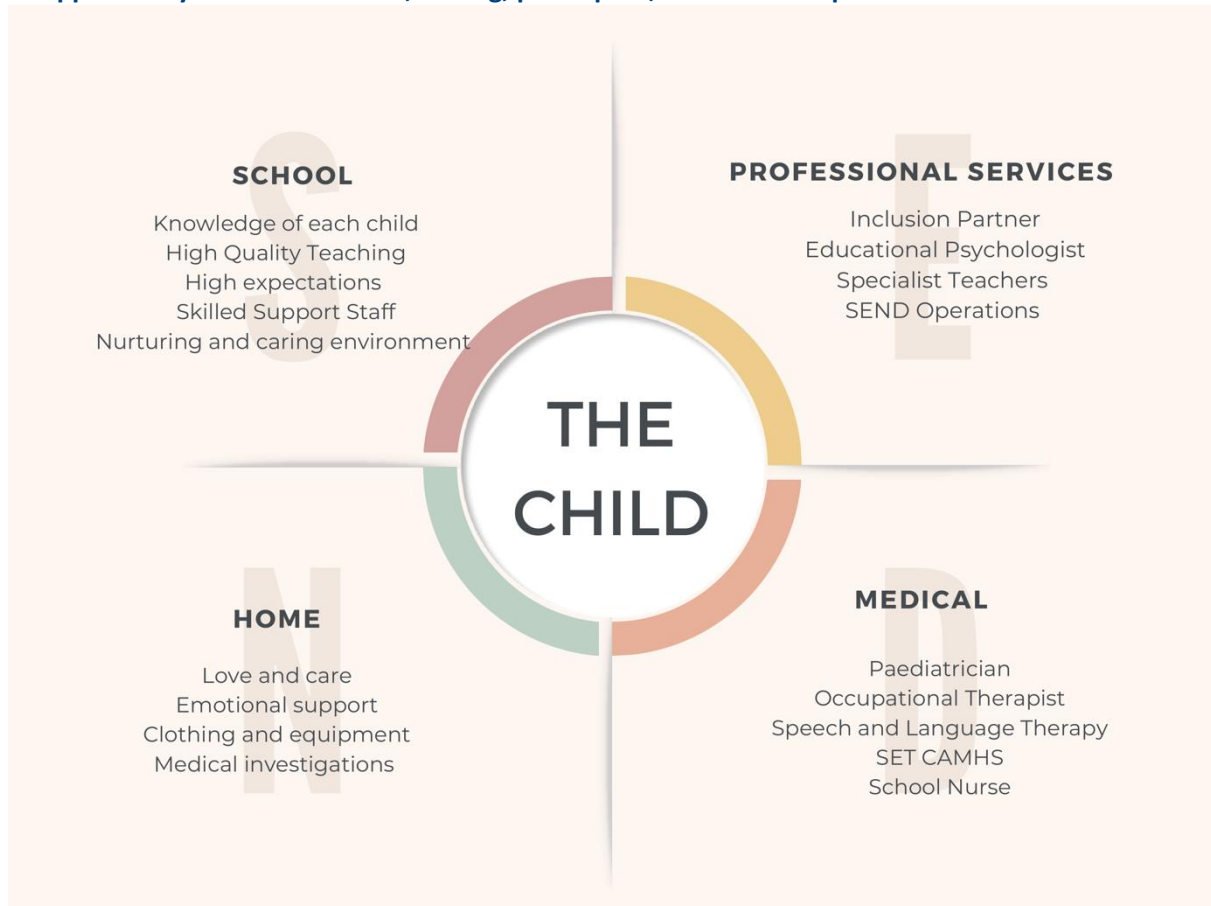 SCHOOL
Knowledge of each child
High Quality Teaching
High expectations
Skilled Support Staff
Nurturing and caring environment
PROFESSIONAL SERVICES
Inclusion Partner
Educational Psychologist
Specialist Teachers
SEND Operations
THE
CHILD
HOME
Love and care
Emotional support
Clothing and equipment
Medical investigations
MEDICAL
Paediatrician
Occupational Therapist
Speech and Language Therapy
SET CAMHS
School Nurse
S
E
N
D